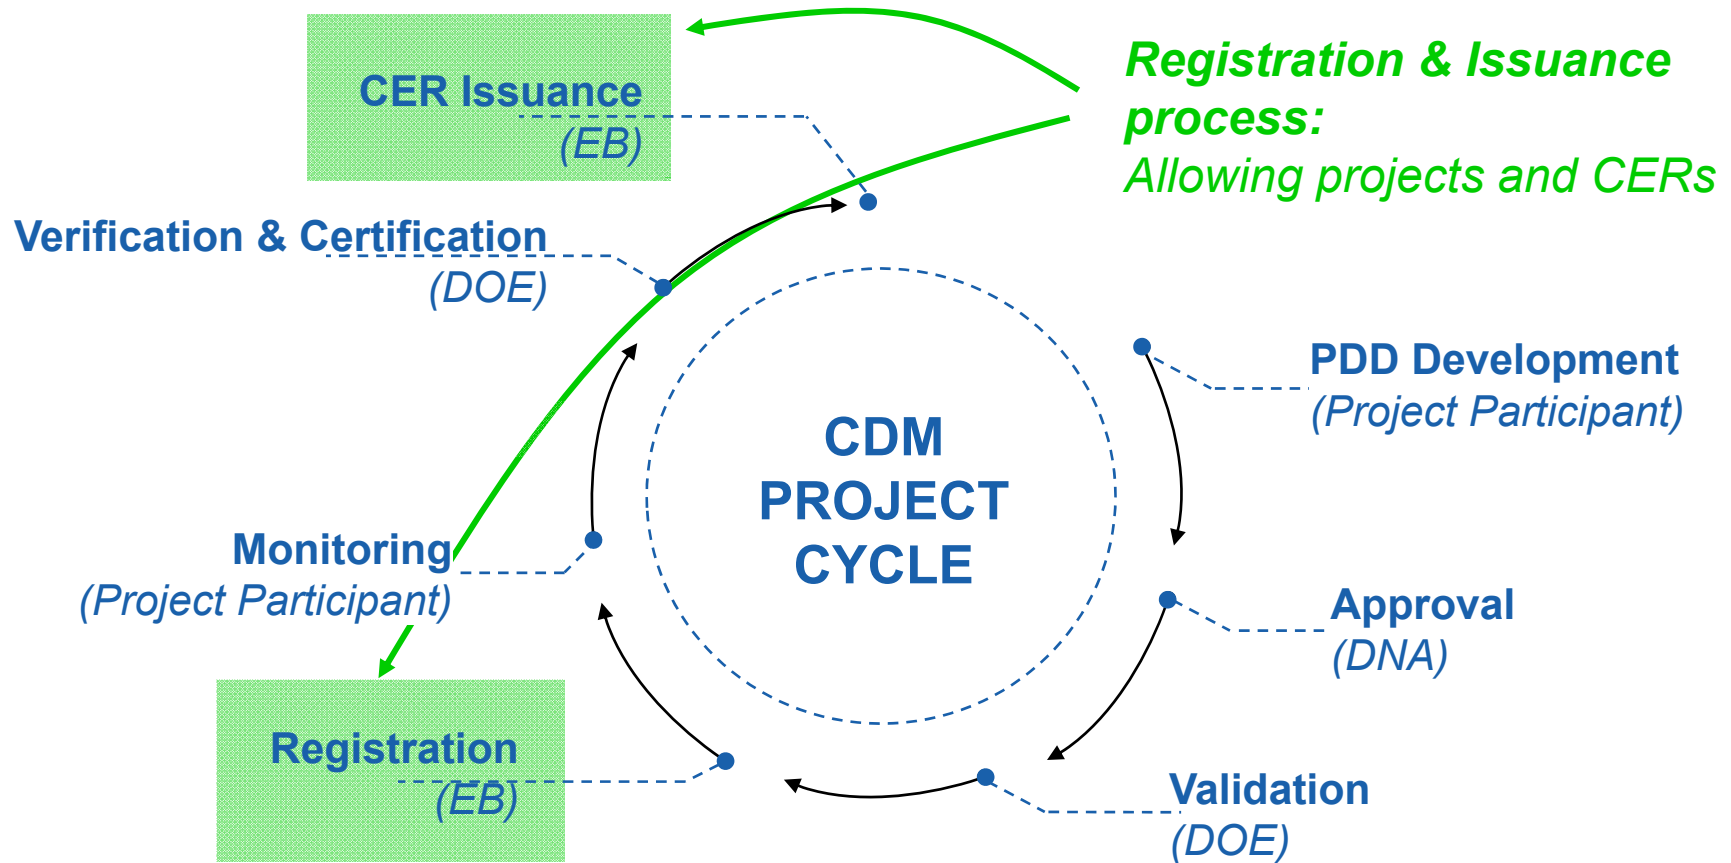 CER Issuance
(EB)
Registration & Issuance
process:
Allowing projects and CERs
Verification & Certification
(DOE)
PDD Development
(Project Participant)
CDM
PROJECT
CYCLE
Monitoring
(Project Participant)
Approval
(DNA)
Registration
(EB)
Validation
(DOE)